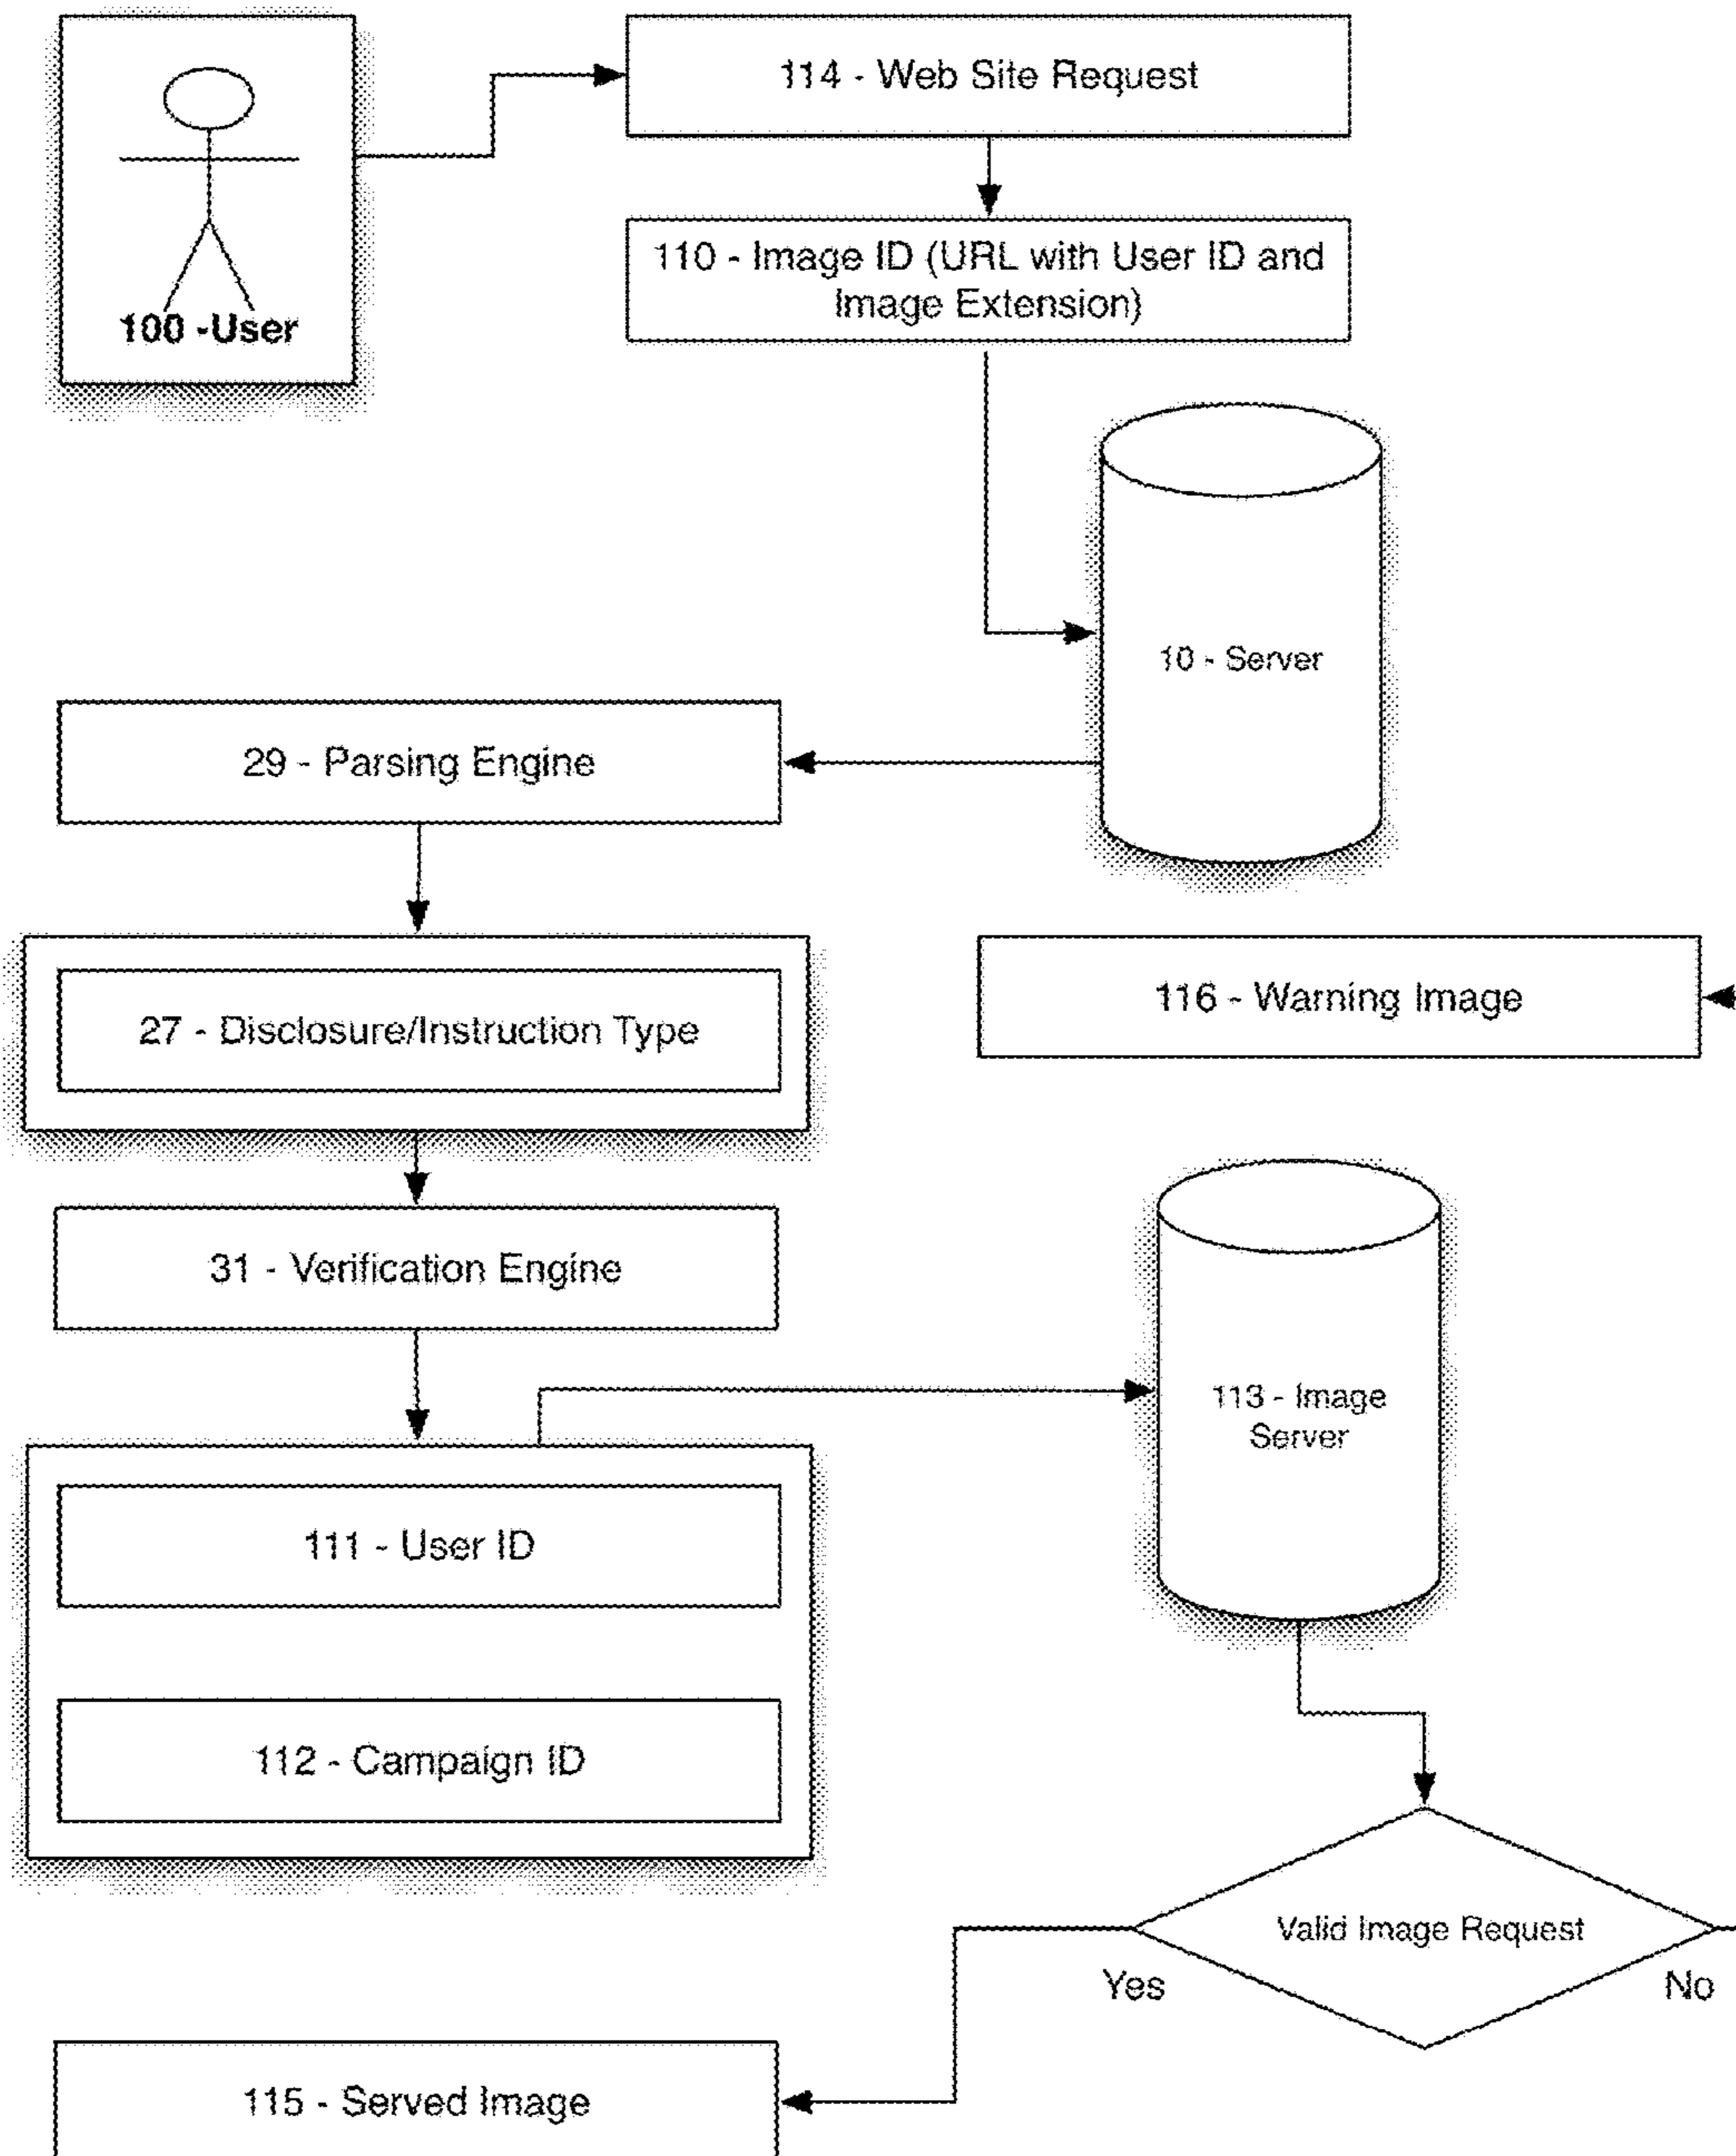 114 - Web Site Request
100 -User
110 - Image ID (URL with User ID and
Image Extension)
10 - Server
29 - Parsing Engine
27 - Disclosure/Instruction Type
116 - Warning Image
31 - Verification Engine
113 - Image
Server
111 - User ID
112 - Campaign ID
Valid Image Request
Yes
No
115 - Served Image